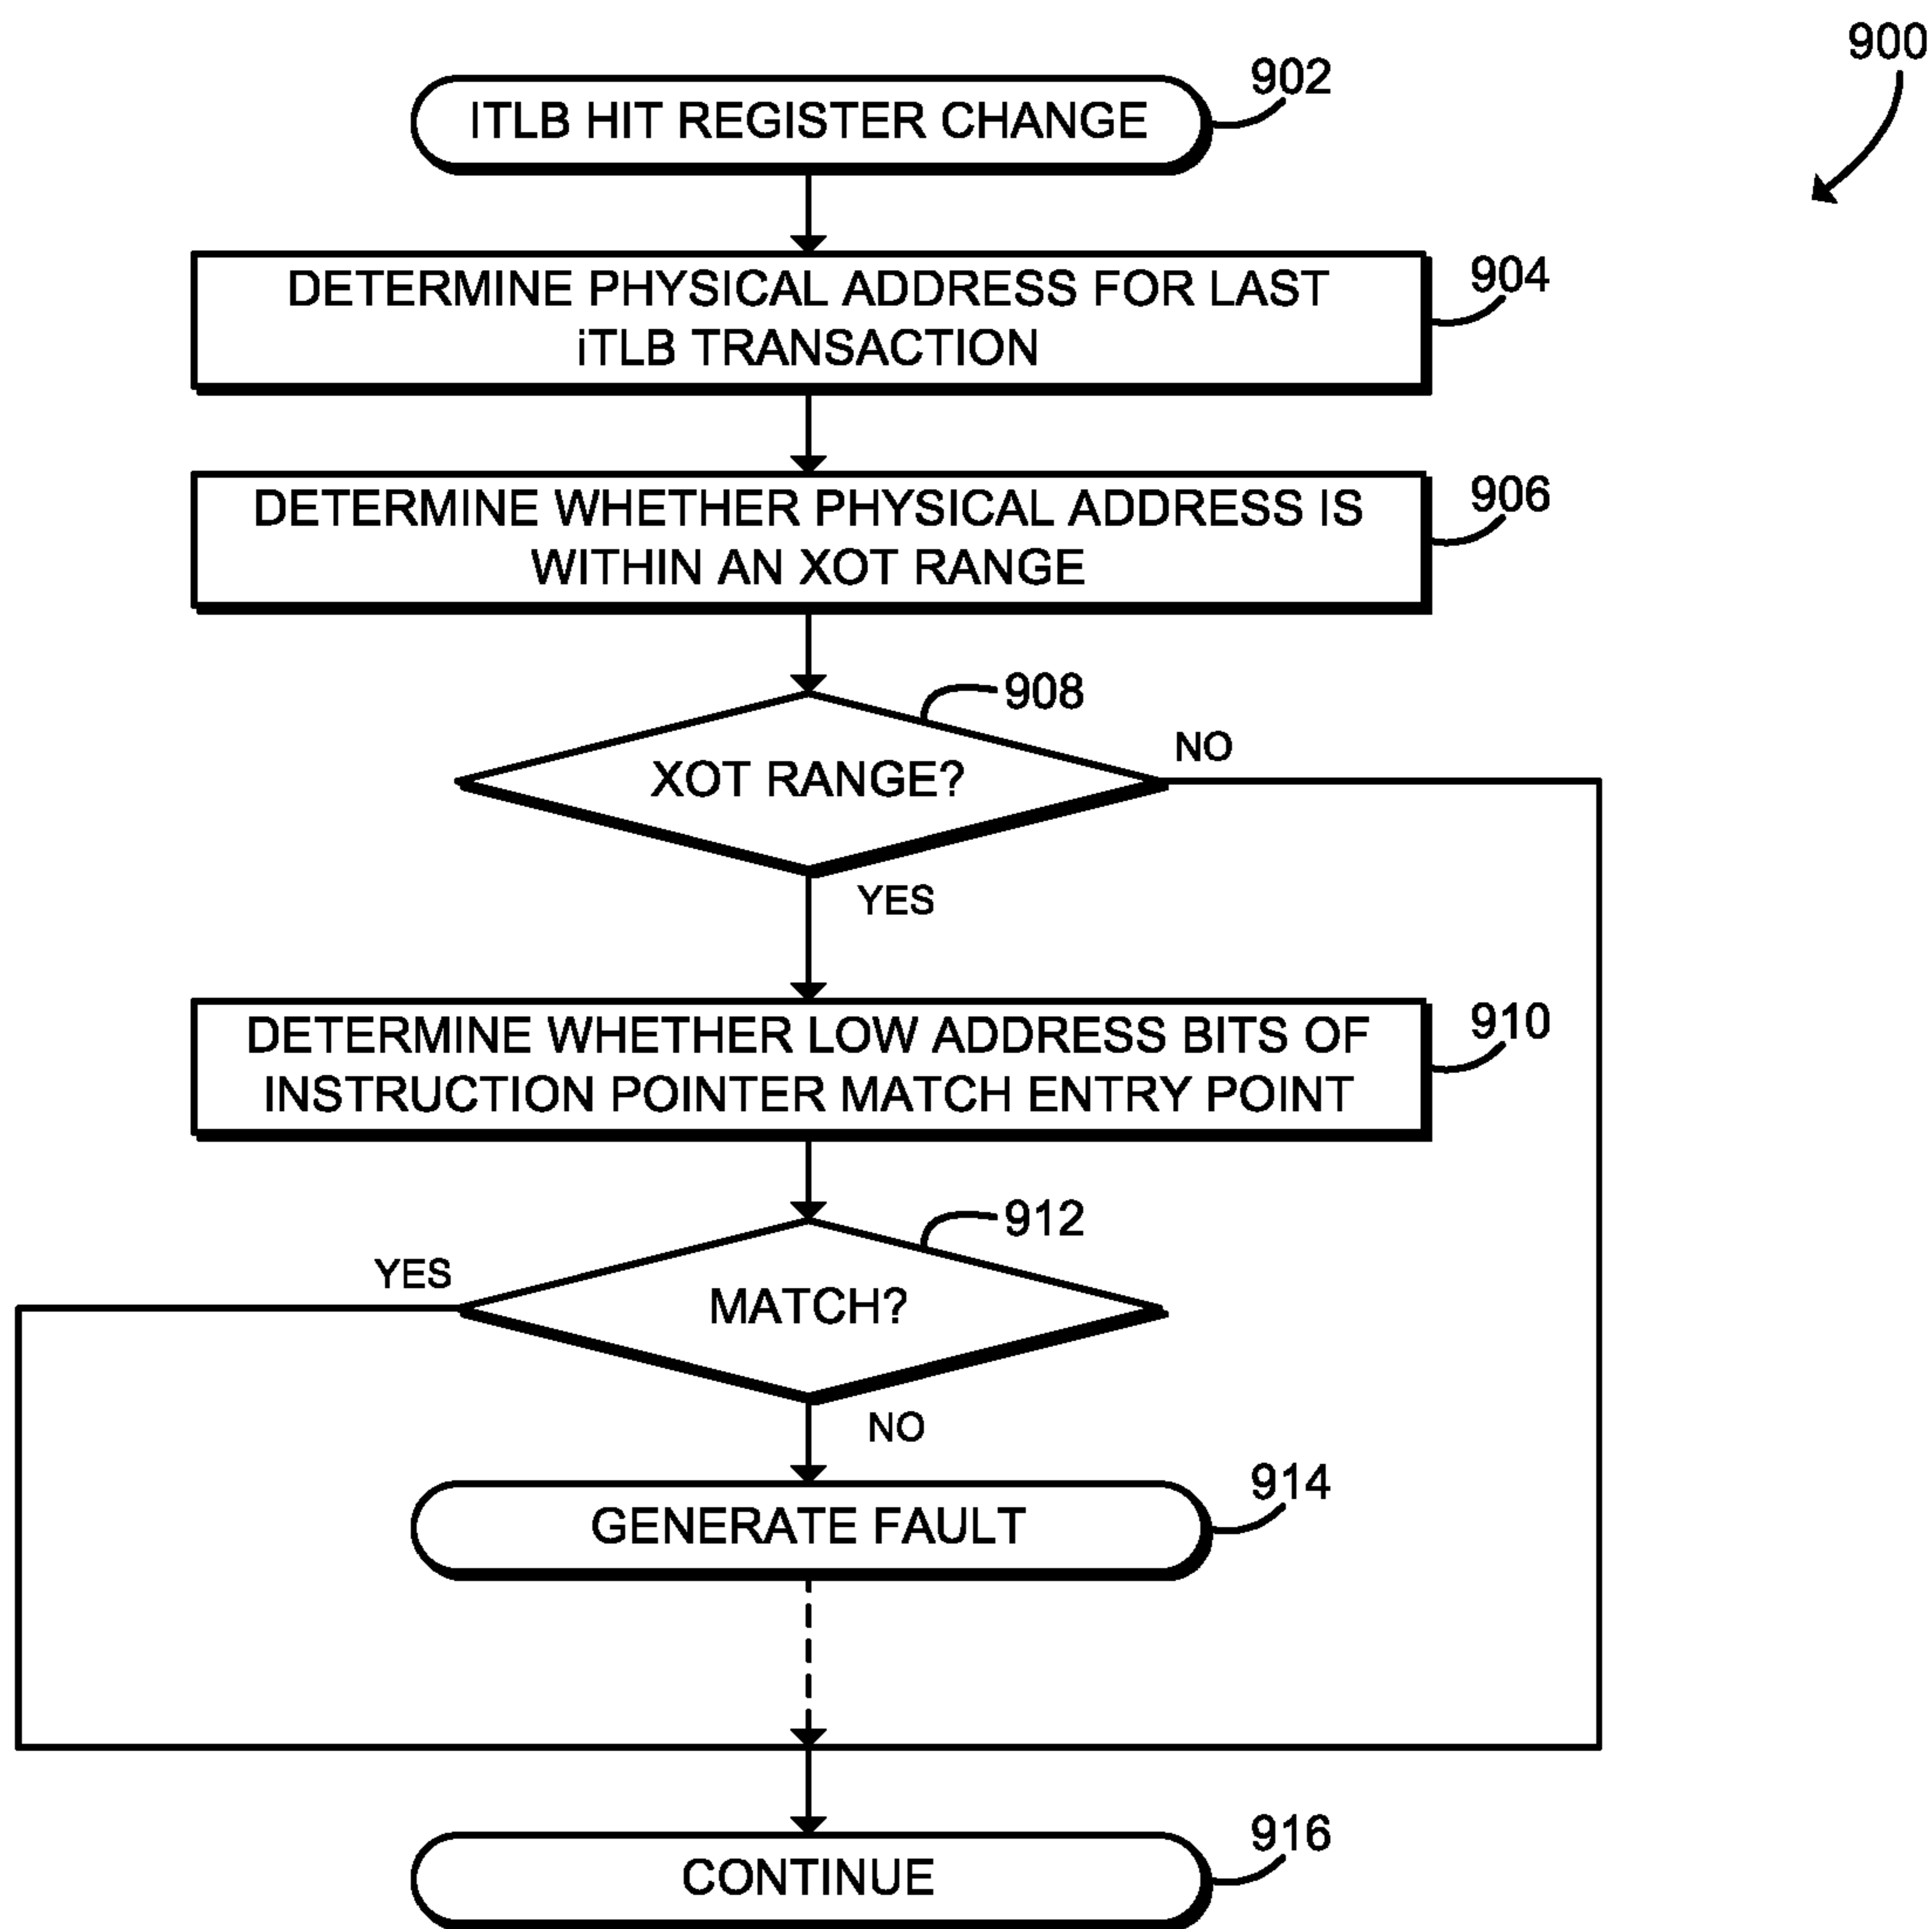 900
ITLB HIT REGISTER CHANGE
902
DETERMINE PHYSICAL ADDRESS FOR LAST
iTLB TRANSACTION
904
DETERMINE WHETHER PHYSICAL ADDRESS IS
WITHIN AN XOT RANGE
906
908
XOT RANGE?
NO
YES
DETERMINE WHETHER LOW ADDRESS BITS OF
INSTRUCTION POINTER MATCH ENTRY POINT
910
912
MATCH?
YES
NO
GENERATE FAULT
914
CONTINUE
916